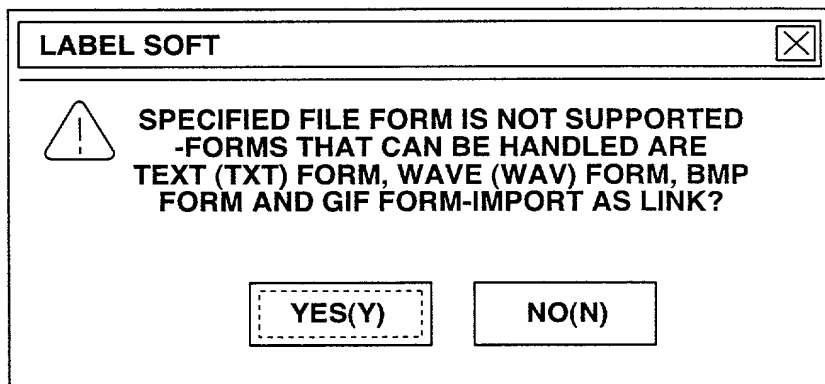 LABEL SOFT
SPECIFIED FILE FORM IS NOT SUPPORTED
-FORMS THAT CAN BE HANDLED ARE
TEXT (TXT) FORM, WAVE (WAV) FORM, BMP
FORM AND GIF FORM-IMPORT AS LINK?
YES(Y)
NO(N)